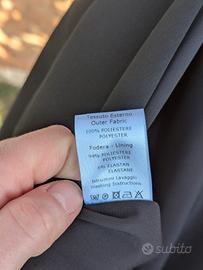 Tessuto Esterno
Outer Fabric
100% POLIESTERE
POLYESTER
Fodera - Lining
94% POLIESTERE
POLYESTER
6% ELASTAN
ELASTANE
Istruzioni Lavaggio
Washing Instructions
subito